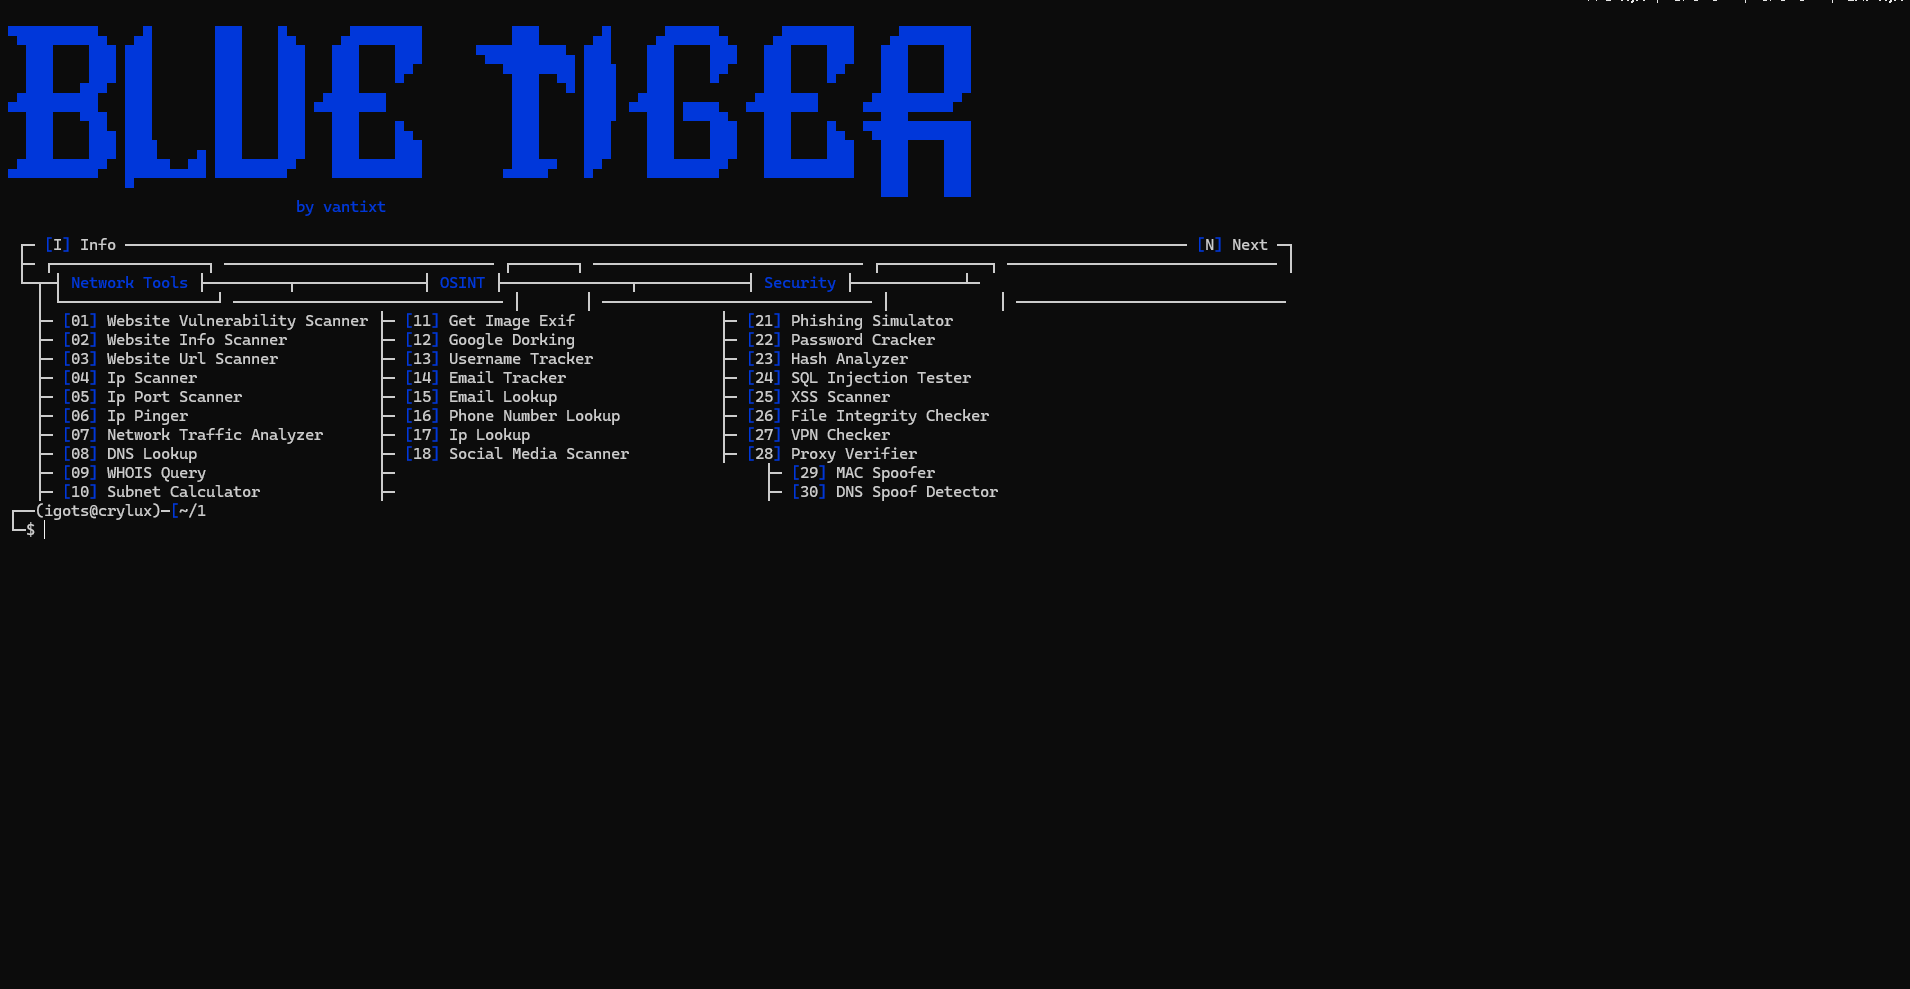 BLUE TIGER
by vantixt
[I] Info [N] Next
Network Tools OSINT Security
[01] Website Vulnerability Scanner [11] Get Image Exif [21] Phishing Simulator
[02] Website Info Scanner [12] Google Dorking [22] Password Cracker
[03] Website Url Scanner [13] Username Tracker [23] Hash Analyzer
[04] Ip Scanner [14] Email Tracker [24] SQL Injection Tester
[05] Ip Port Scanner [15] Email Lookup [25] XSS Scanner
[06] Ip Pinger [16] Phone Number Lookup [26] File Integrity Checker
[07] Network Traffic Analyzer [17] Ip Lookup [27] VPN Checker
[08] DNS Lookup [18] Social Media Scanner [28] Proxy Verifier
[09] WHOIS Query [29] MAC Spoofer
[10] Subnet Calculator [30] DNS Spoof Detector
(igots@crylux)-[~/1
$